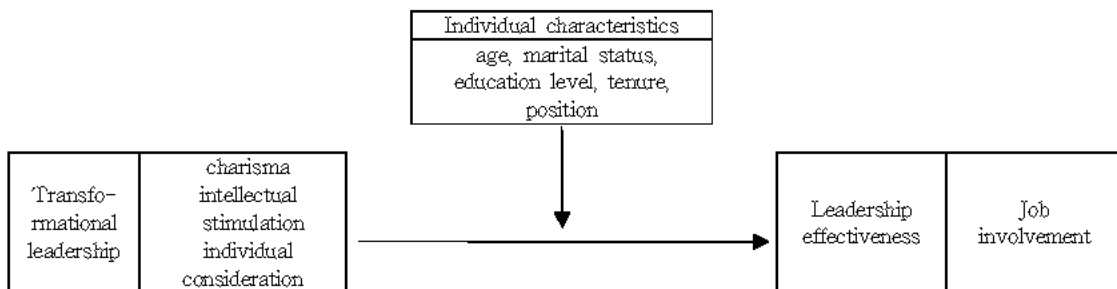 Individual characteristics
age, marital status,
education level, tenure,
position
Transfo-
rmational
leadership
charisma
intellectual
stimulation
individual
consideration
Leadership
effectiveness
Job
involvement